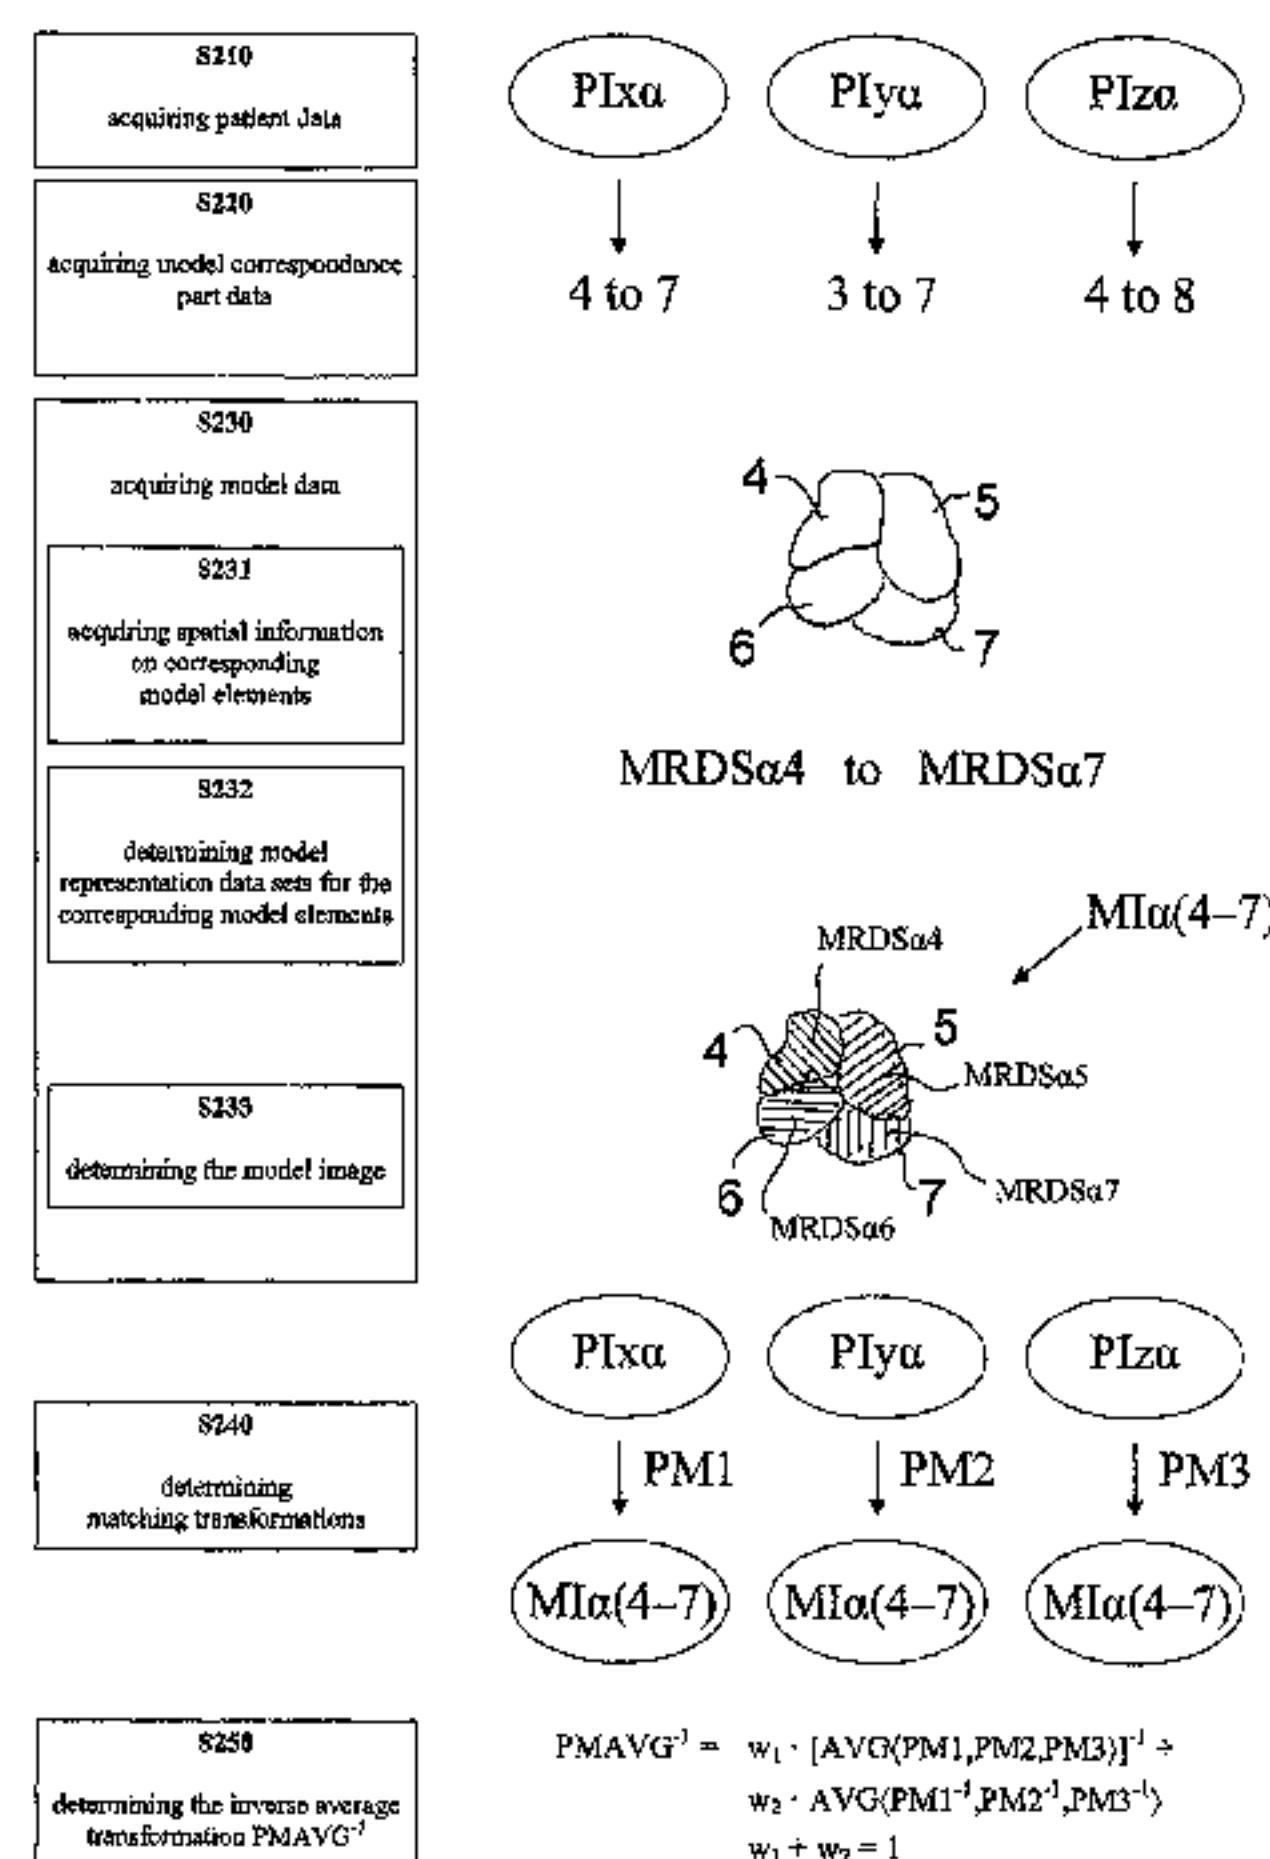 S210
acquiring patient data
PIxα PIyα PIzα
S220
acquiring model correspondance
part data
4 to 7 3 to 7 4 to 8
S230
acquiring model data
4 5
6 7
S231
acquiring spatial information
on corresponding
model elements
MRDSα4 to MRDSα7
S232
determining model
representation data sets for the
corresponding model elements
MIα(4–7)
MRDSα4
4 5
MRDSα5
6 7
MRDSα7
MRDSα6
S233
determining the model image
PIxα PIyα PIzα
S240
determining
matching transformations
PM1 PM2 PM3
MIα(4–7) MIα(4–7) MIα(4–7)
S250
determining the inverse average
transformation PMAVG⁻¹
PMAVG⁻¹ = w₁ · [AVG(PM1,PM2,PM3)]⁻¹ +
w₂ · AVG(PM1⁻¹,PM2⁻¹,PM3⁻¹)
w₁ + w₂ = 1